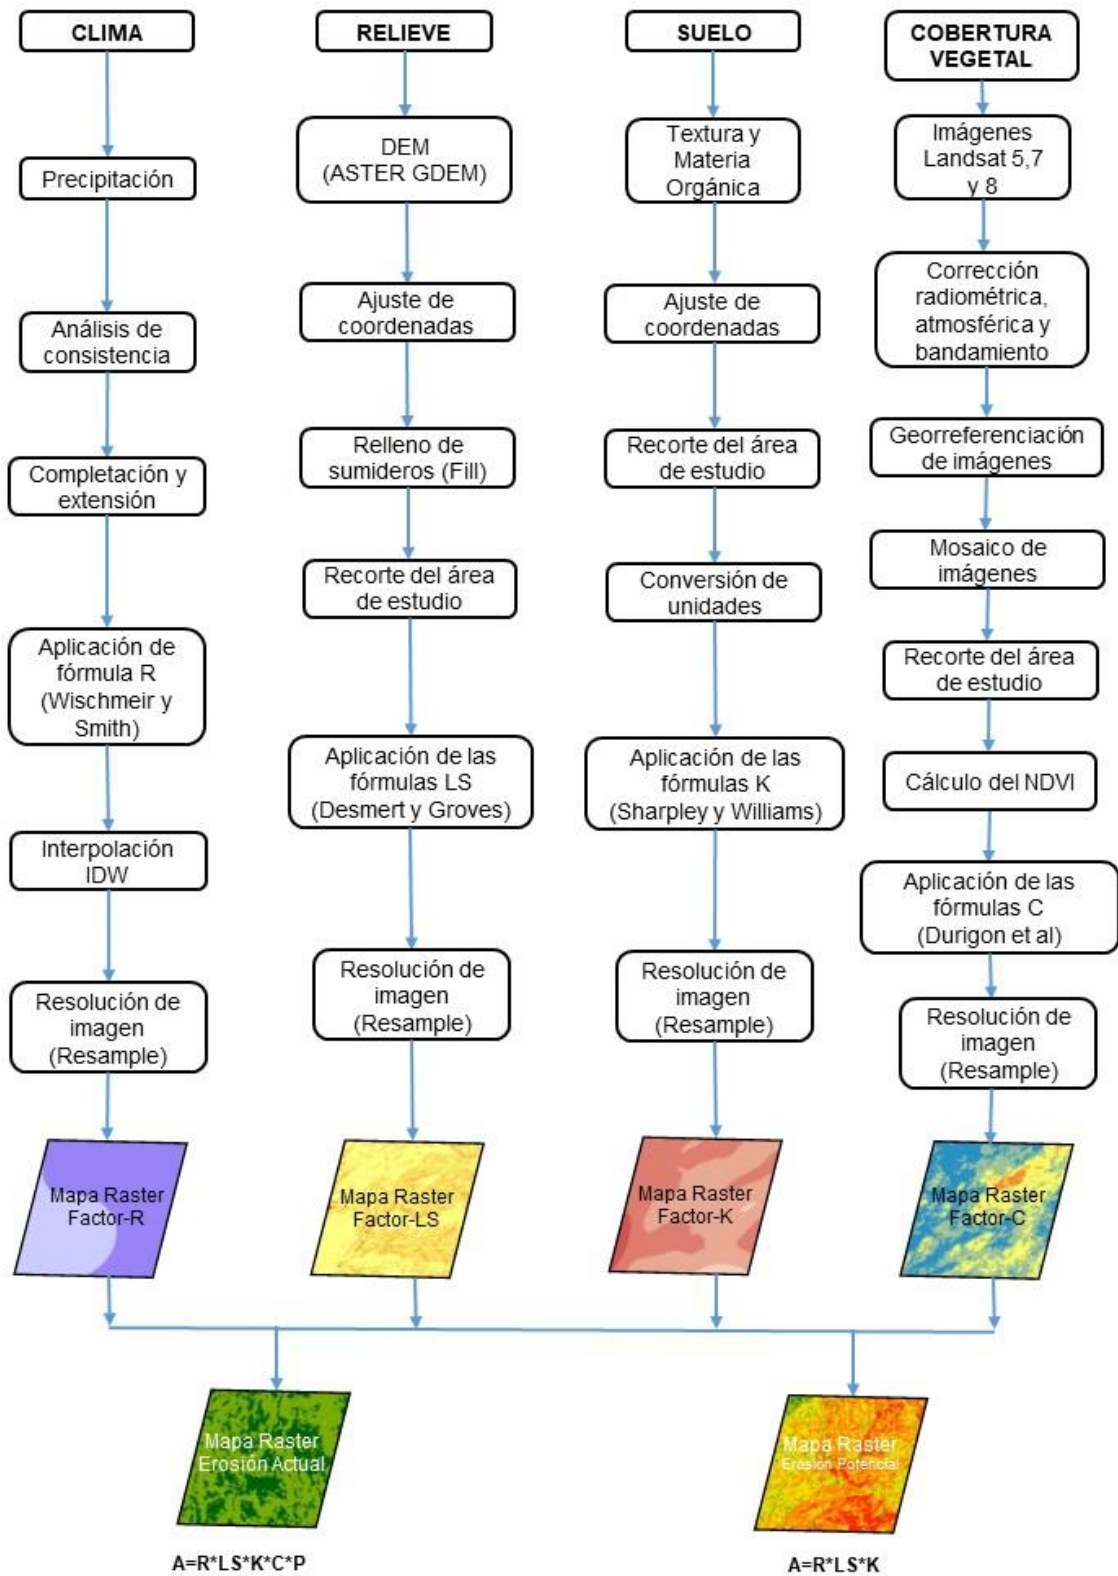 CLIMA
Precipitación
Análisis de
consistencia
Completación y
extensión
Aplicación de
fórmula R
(Wischmeir y
Smith)
Interpolación
IDW
Resolución de
imagen
(Resample)
Mapa Raster
Factor-R
RELIEVE
DEM
(ASTER GDEM)
Ajuste de
coordenadas
Relleno de
sumideros (Fill)
Recorte del área
de estudio
Aplicación de las
fórmulas LS
(Desmert y Groves)
Resolución de
imagen
(Resample)
Mapa Raster
Factor-LS
SUELO
Textura y
Materia
Orgánica
Ajuste de
coordenadas
Recorte del área
de estudio
Conversión de
unidades
Aplicación de las
fórmulas K
(Sharpley y Williams)
Resolución de
imagen
(Resample)
Mapa Raster
Factor-K
COBERTURA
VEGETAL
Imágenes
Landsat 5,7
y 8
Corrección
radiométrica,
atmosférica y
bandamiento
Georreferenciación
de imágenes
Mosaico de
imágenes
Recorte del área
de estudio
Cálculo del NDVI
Aplicación de las
fórmulas C
(Durigon et al)
Resolución de
imagen
(Resample)
Mapa Raster
Factor-C
Mapa Raster
Erosión Actual
A=R*LS*K*C*P
Mapa Raster
Erosión Potencial
A=R*LS*K